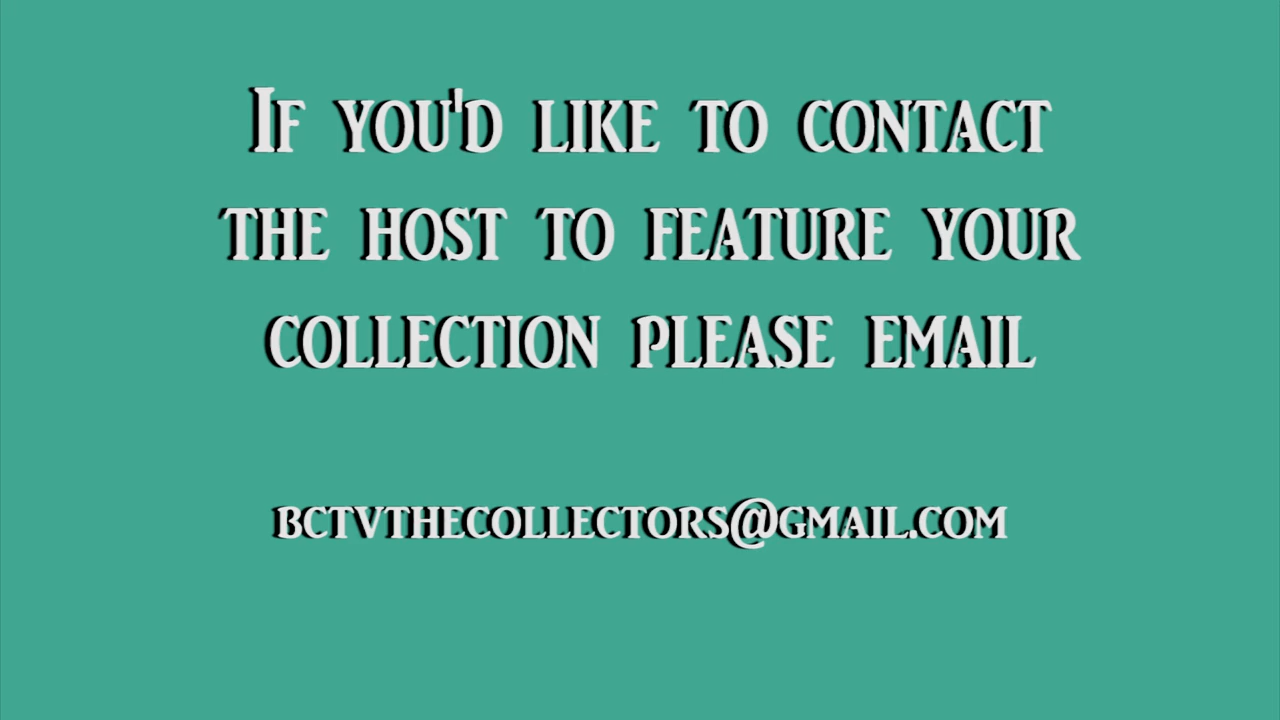 If you'd like to contact
the host to feature your
collection please email
bctvthecollectors@gmail.com